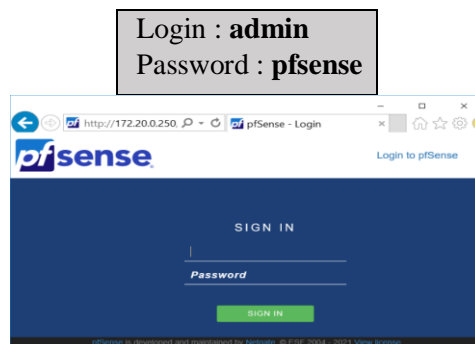 Login : admin
Password : pfsense
http://172.20.0.250, pfSense - Login
pfsense Login to pfSense
SIGN IN
Password
SIGN IN
pfSense is developed and maintained by Netgate. © ESF 2004 - 2021 View license.